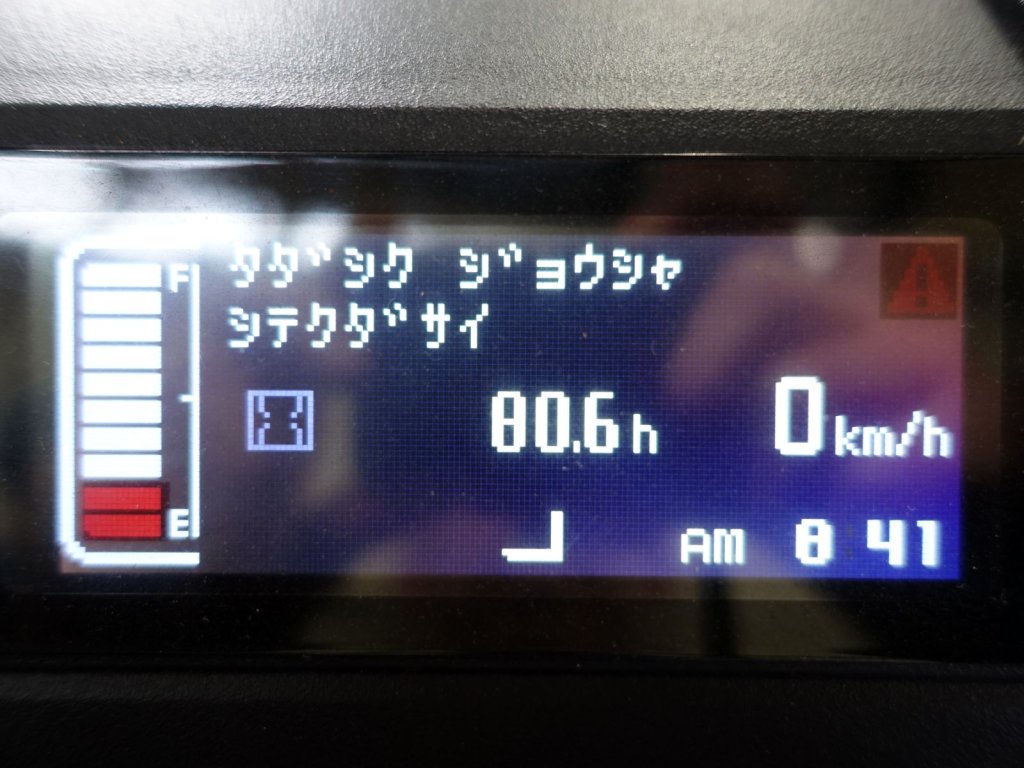 F
タダシク ジョウシャ
シテクダサイ
80.6h
0km/h
E
AM 8 41